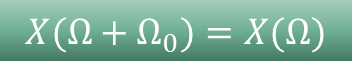 X(Ω + Ω₀) = X(Ω)